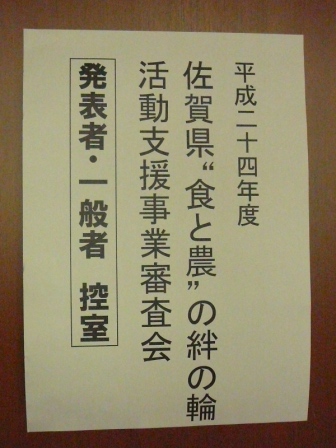 平成二十四年度
佐賀県“食と農”の絆の輪
活動支援事業審査会
発表者・一般者 控室